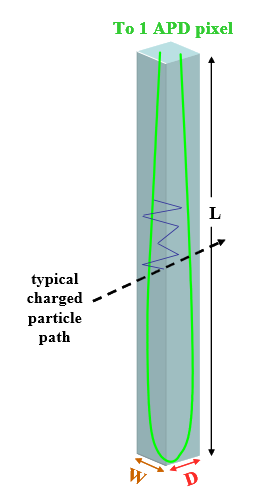 To 1 APD pixel
L
typical
charged
particle
path
W
D